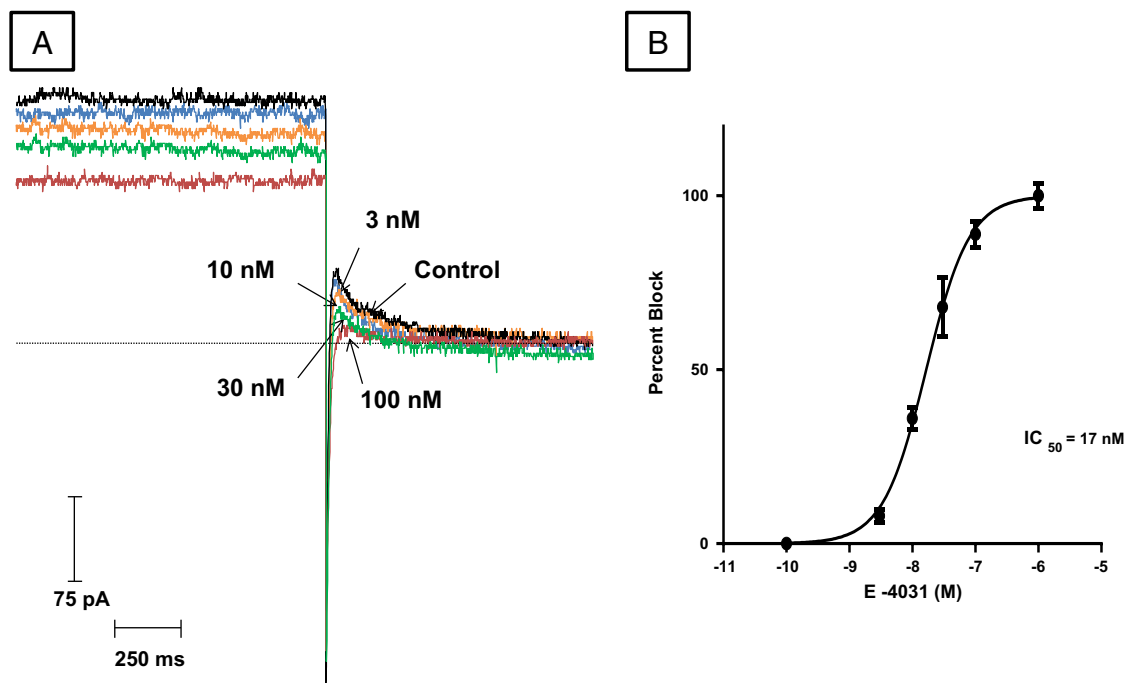 A
3 nM
10 nM
Control
30 nM
100 nM
75 pA
250 ms
B
Percent Block
100
50
0
-11
-10
-9
-8
-7
-6
-5
E -4031 (M)
IC 50 = 17 nM